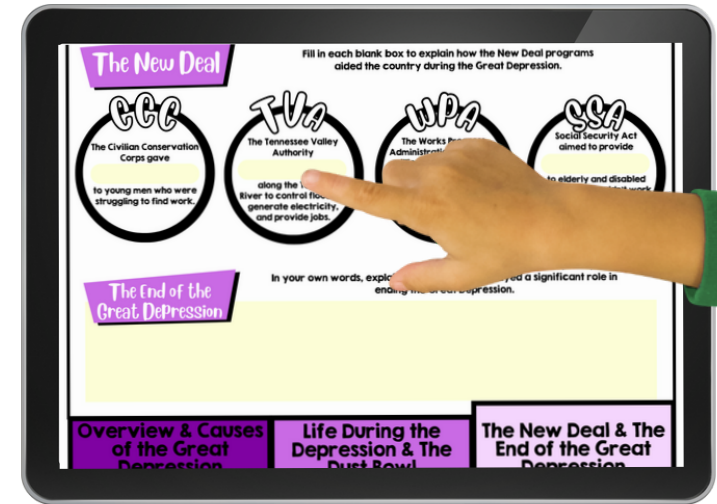 The New Deal
Fill in each blank box to explain how the New Deal programs
aided the country during the Great Depression.
CCC
The Civilian Conservation
Corps gave
to young men who were
struggling to find work.
TVA
The Tennessee Valley
Authority
along the
River to control
generate electricity,
and provide jobs.
WPA
The Works
SSA
Social Security Act
aimed to provide
to elderly and disabled
work
The End of the
Great Depression
In your own words,
a significant role in
ending
Overview & Causes
of the Great
Depression
Life During the
Depression & The
Dust Bowl
The New Deal & The
End of the Great
Depression